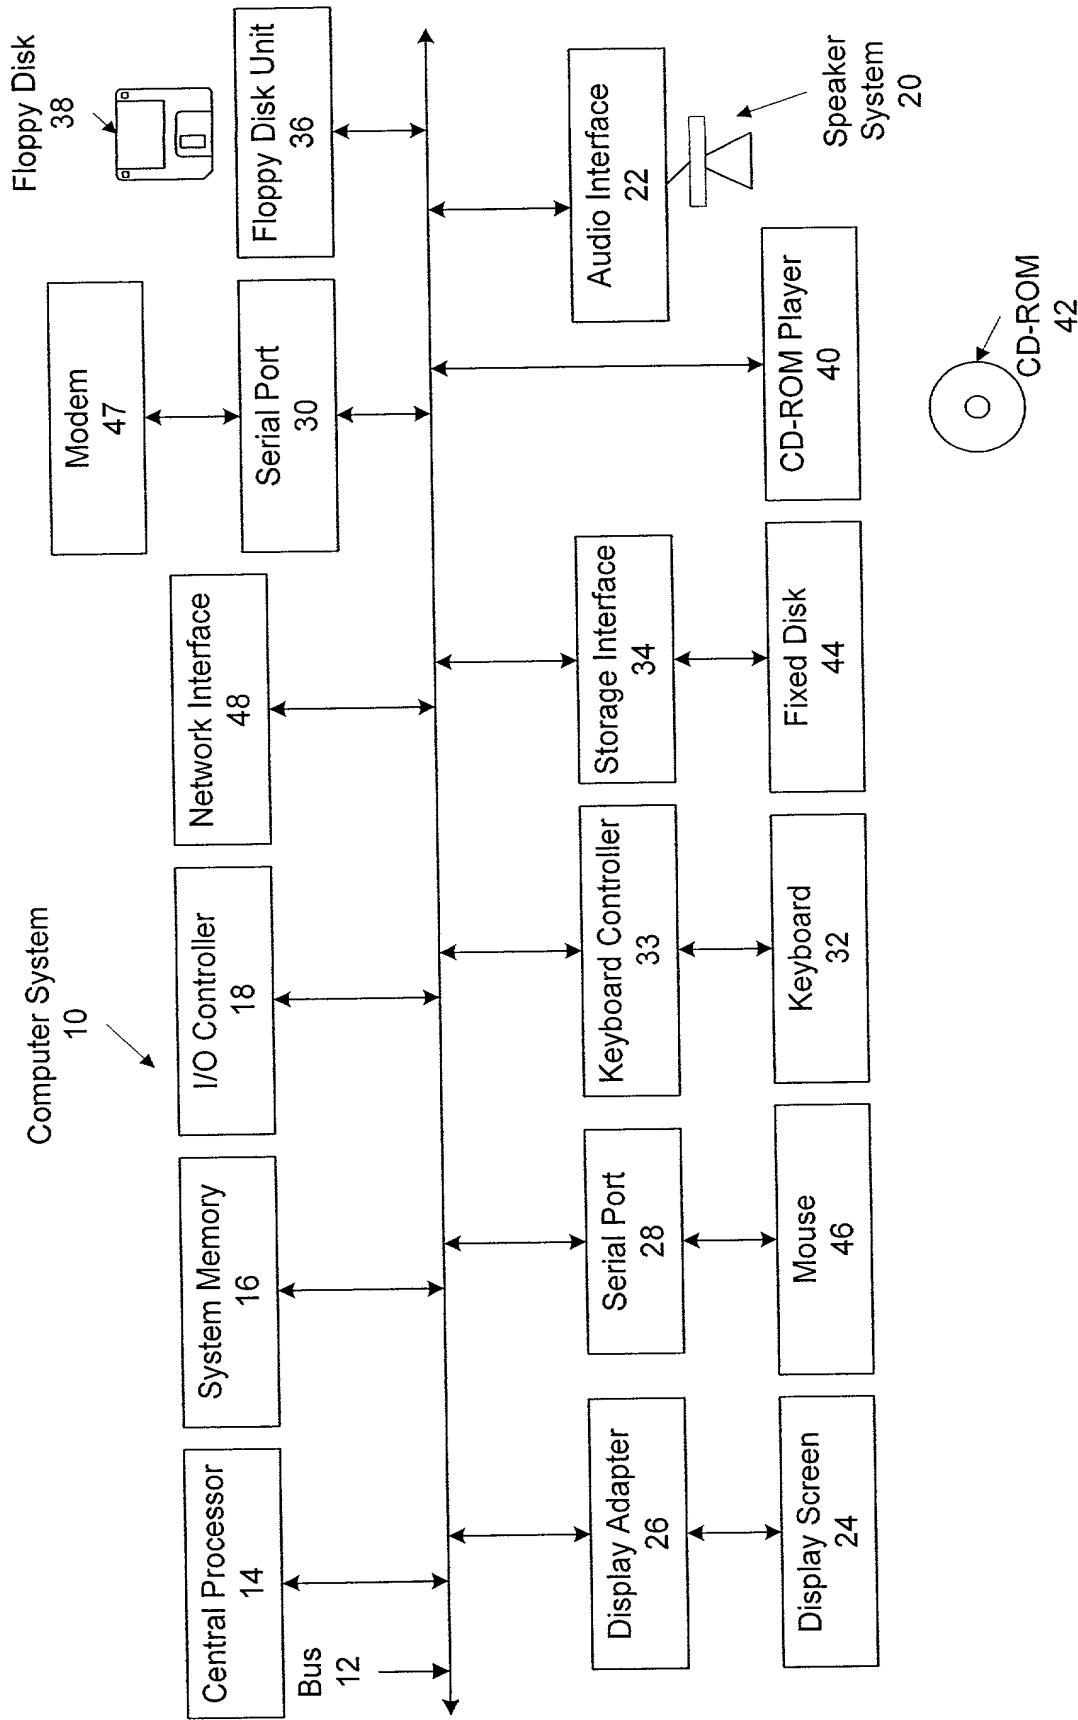 Computer System
10
Floppy Disk
38
Modem
47
Central Processor
14
System Memory
16
I/O Controller
18
Network Interface
48
Serial Port
30
Floppy Disk Unit
36
Bus
12
Display Adapter
26
Serial Port
28
Keyboard Controller
33
Storage Interface
34
Audio Interface
22
Display Screen
24
Mouse
46
Keyboard
32
Fixed Disk
44
CD-ROM Player
40
Speaker
System
20
CD-ROM
42